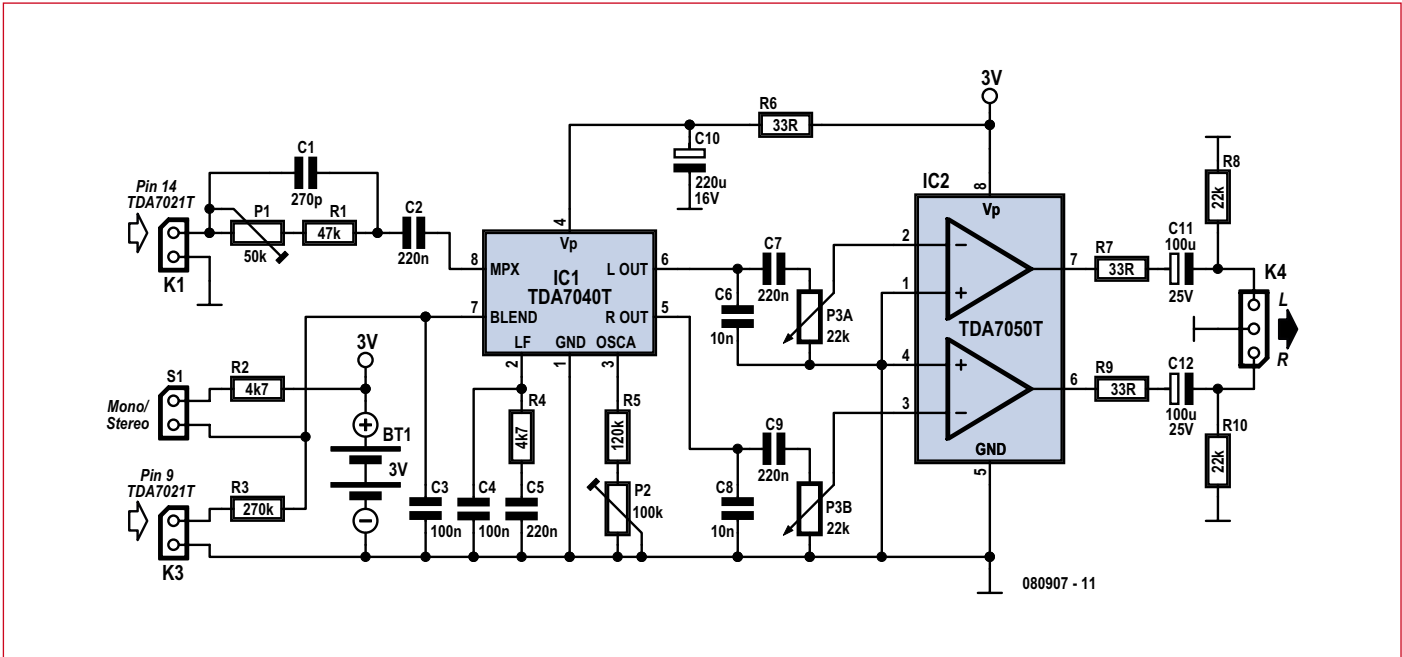 3V
R6
33R
C10
220u
16V
C1
270p
Pin 14
TDA7021T
P1
50k
R1
47k
C2
220n
K1
4
Vp
8
MPX
IC1
TDA7040T
L OUT
6
7
BLEND
R OUT
5
LF
GND
OSCA
2
1
3
C7
220n
C6
10n
P3A
22k
IC2
8
Vp
2
−
1
+
7
TDA7050T
4
+
3
−
6
GND
5
R7
33R
C11
100u
25V
R8
22k
K4
L
R
R9
33R
C12
100u
25V
R10
22k
3V
S1
Mono/
Stereo
R2
4k7
+
BT1
3V
−
Pin 9
TDA7021T
R3
270k
K3
C3
100n
C4
100n
R4
4k7
C5
220n
R5
120k
P2
100k
C9
220n
C8
10n
P3B
22k
080907 - 11